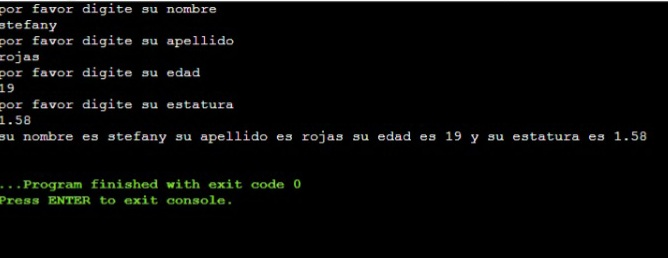 por favor digite su nombre
stefany
por favor digite su apellido
rojas
por favor digite su edad
19
por favor digite su estatura
1.58
su nombre es stefany su apellido es rojas su edad es 19 y su estatura es 1.58
...Program finished with exit code 0
Press ENTER to exit console.